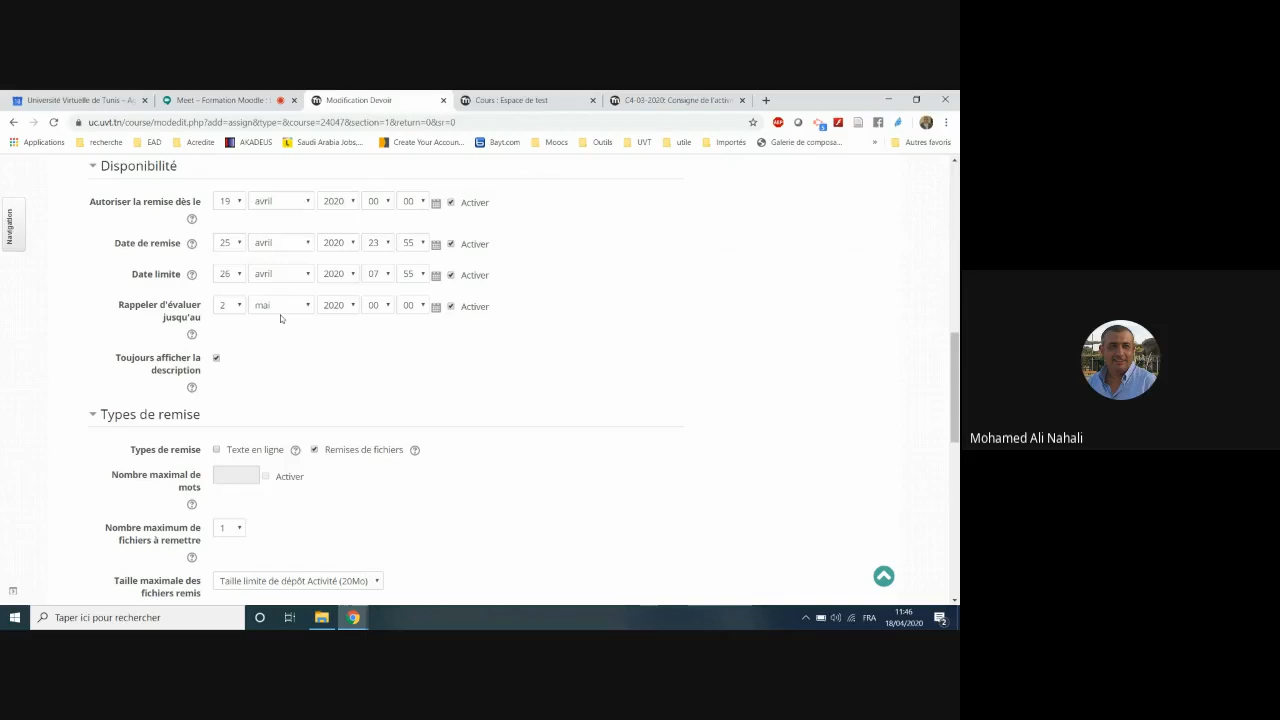 Université Virtuelle de Tunis – Ag
Meet – Formation Moodle : U
Modification Devoir
Cours : Espace de test
C4-03-2020: Consigne de l'activ
uc.uvt.tn/course/modedit.php?add=assign&type=&course=24047&section=1&return=0&sr=0
ABP
Applications
recherche
EAD
Acredite
AKADEUS
Saudi Arabia Jobs,...
Create Your Accoun...
Bayt.com
Moocs
Outils
UVT
utile
Importés
Galerie de composa...
»
Autres favoris
Navigation
Disponibilité
Autoriser la remise dès le
19 avril 2020 00 00 Activer
Date de remise 25 avril 2020 23 55 Activer
Date limite 26 avril 2020 07 55 Activer
Rappeler d'évaluer
jusqu'au
2 mai 2020 00 00 Activer
Toujours afficher la
description
Types de remise
Types de remise Texte en ligne Remises de fichiers
Nombre maximal de
mots
Activer
Nombre maximum de
fichiers à remettre
1
Taille maximale des
fichiers remis
Taille limite de dépôt Activité (20Mo)
Mohamed Ali Nahali
Taper ici pour rechercher
FRA
11:46
18/04/2020
2